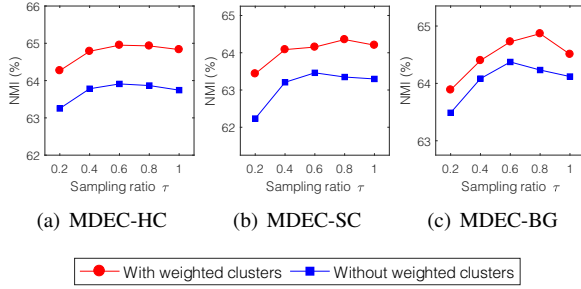 66
65
64
63
62
NMI (%)
0.2 0.4 0.6 0.8 1
Sampling ratio τ
(a) MDEC-HC
65
64
63
62
NMI (%)
0.2 0.4 0.6 0.8 1
Sampling ratio τ
(b) MDEC-SC
65
64
63
NMI (%)
0.2 0.4 0.6 0.8 1
Sampling ratio τ
(c) MDEC-BG
With weighted clusters Without weighted clusters